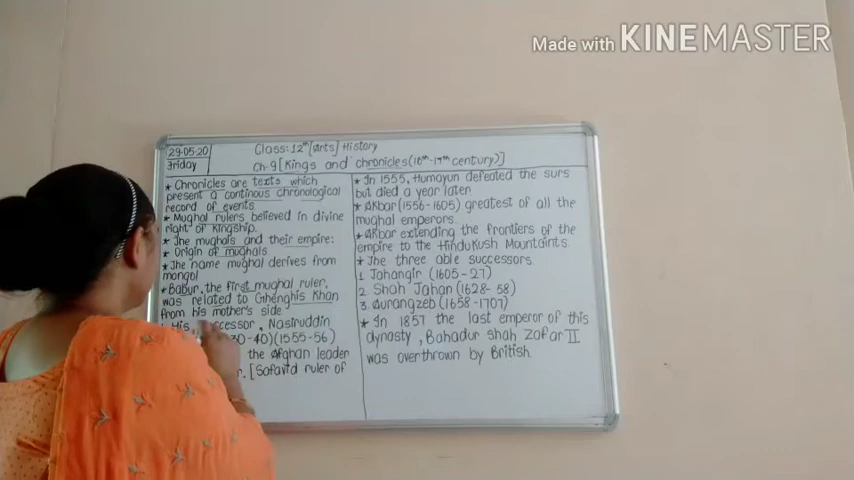 Made with KINEMASTER
29-05-20
Friday
Class:12th[Arts] History
Ch-9[Kings and chronicles(16th-17th century)]
* Chronicles are texts which
present a continous chronological
record of events
* Mughal rulers believed in divine
right of kingship.
* The mughals and their empire:
* Origin of mughals
* The name mughal derives from
mongol
* Babur, the first mughal ruler,
was related to Ghenghis Khan
from his mother's side
* His, Nasiruddin
30-40)(1555-56)
the Afghan leader
r. [Safavid ruler of
* In 1555, Humayun defeated the surs
but died a year later.
* Akbar (1556-1605) greatest of all the
mughal emperors.
* Akbar extending the frontiers of the
empire to the Hindukush Mountaints.
* The three able successors.
1 Jahangir (1605-27)
2 Shah Jahan (1628-58)
3. Aurangzeb (1658-1707)
* In 1857 the last emperor of this
dynasty, Bahadur shah Zafar II
was overthrown by British.